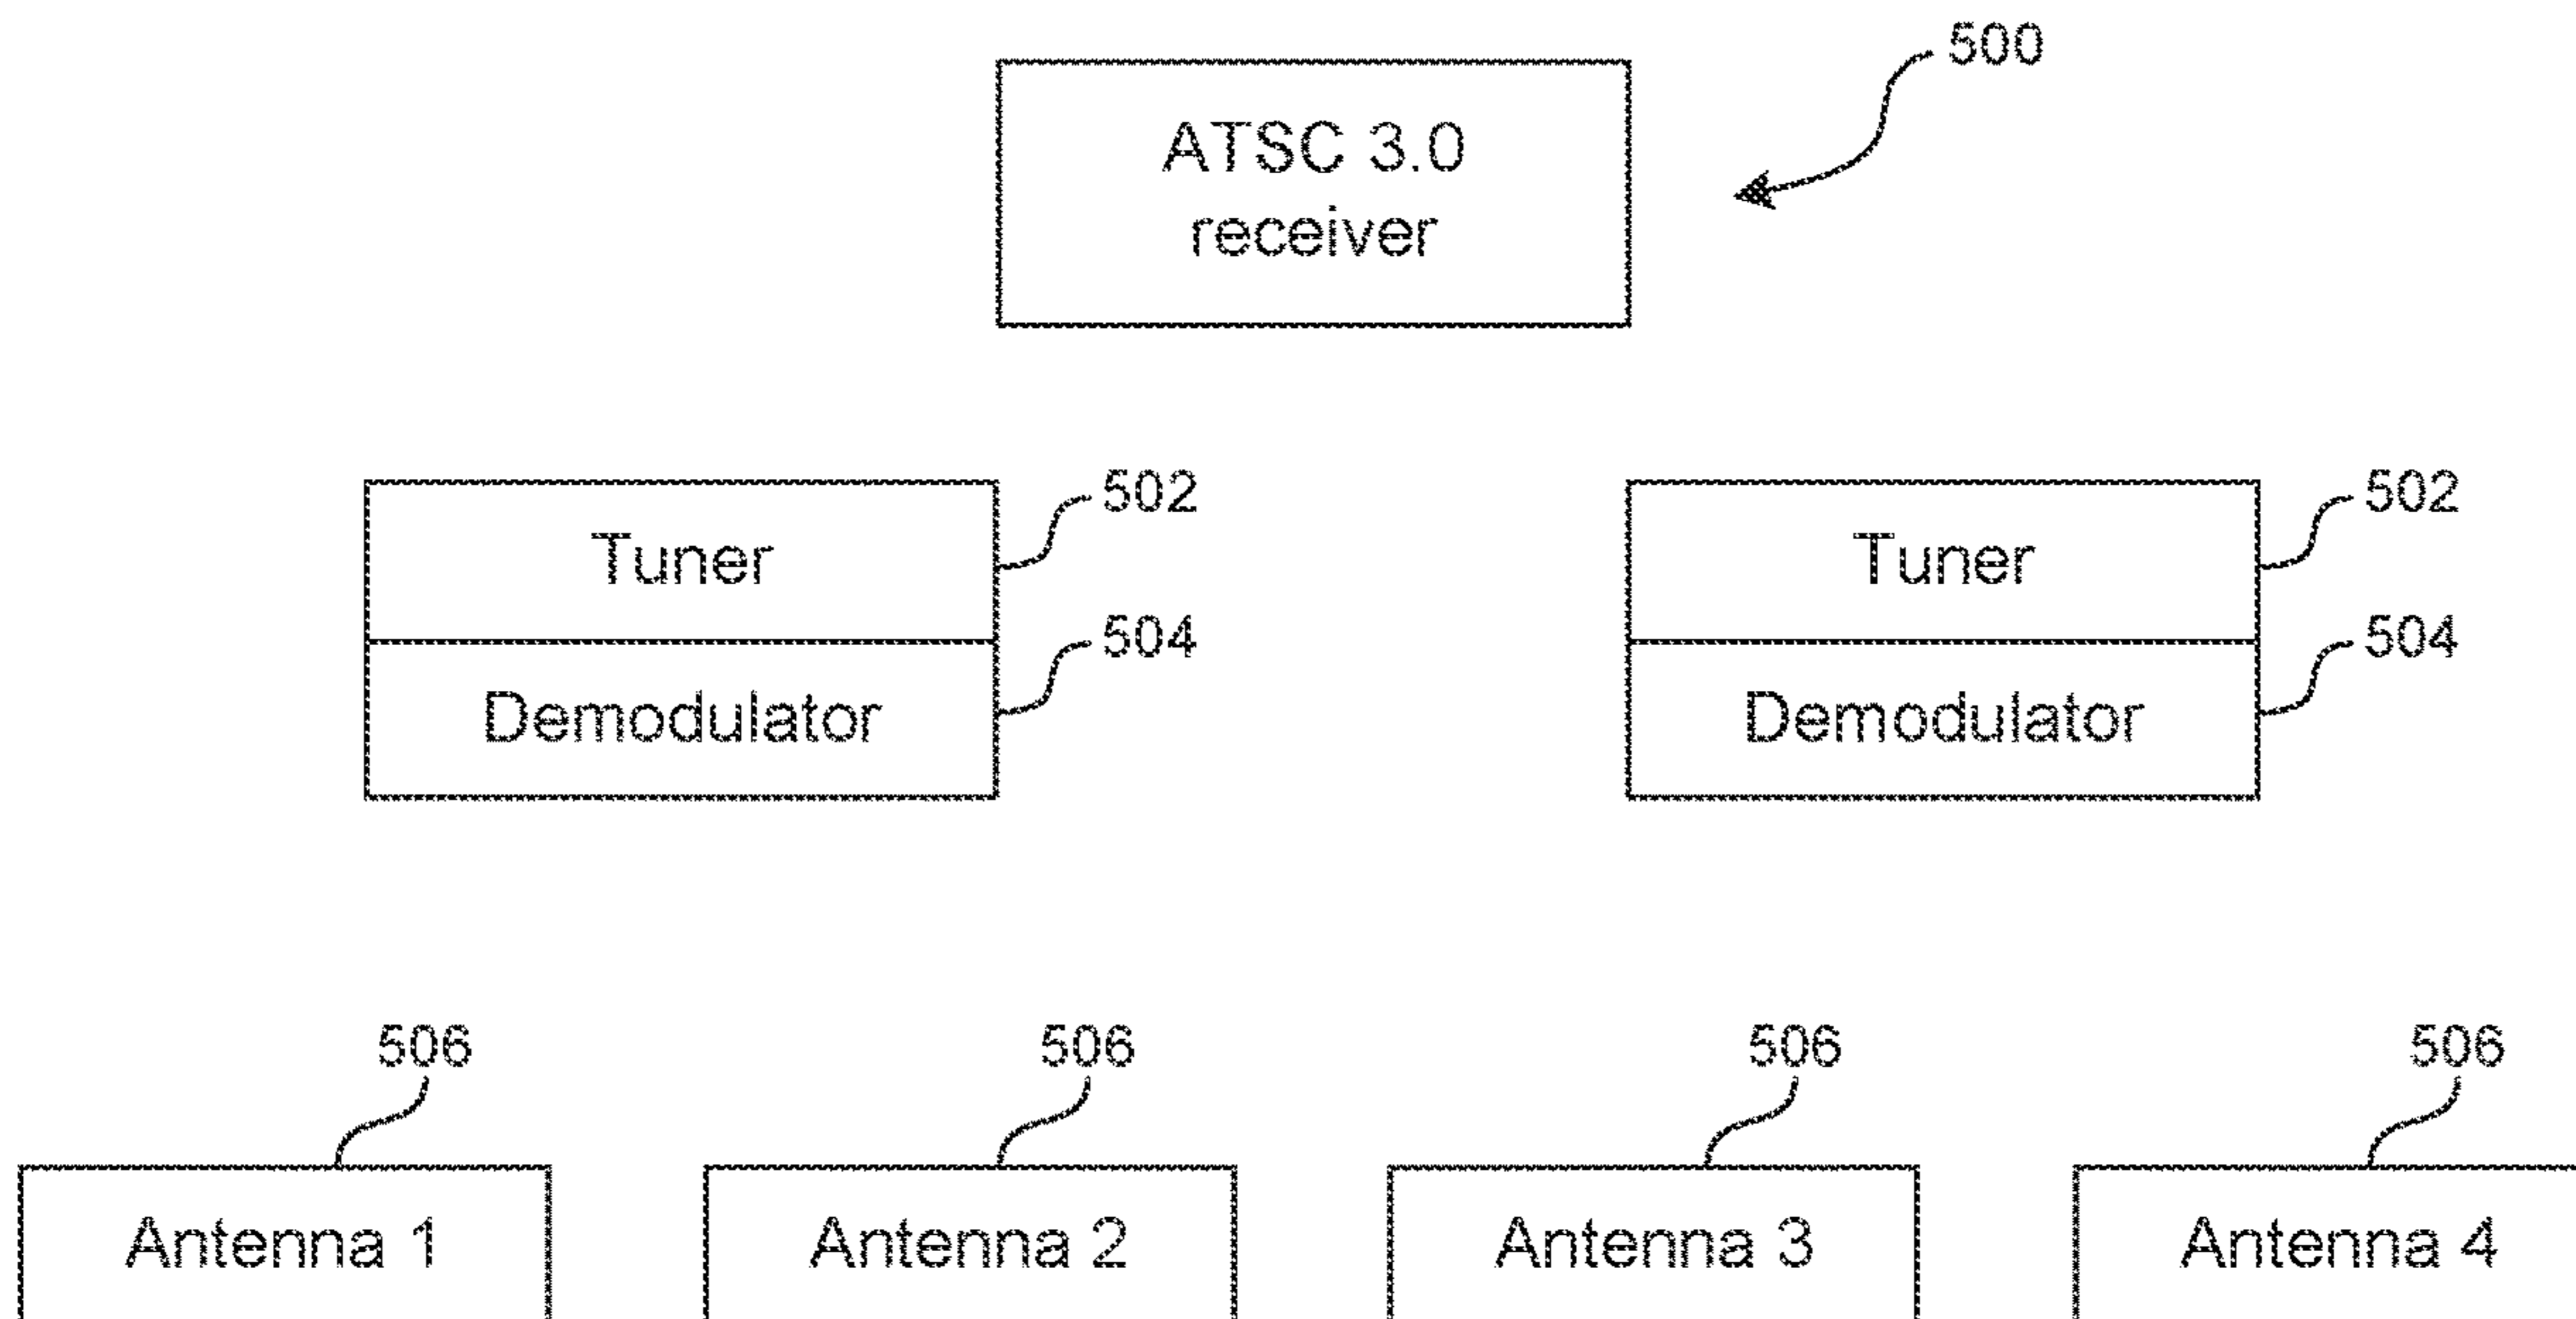 500
ATSC 3.0
receiver
502
502
Tuner
Tuner
504
504
Demodulator
Demodulator
506
506
506
506
Antenna 1
Antenna 2
Antenna 3
Antenna 4